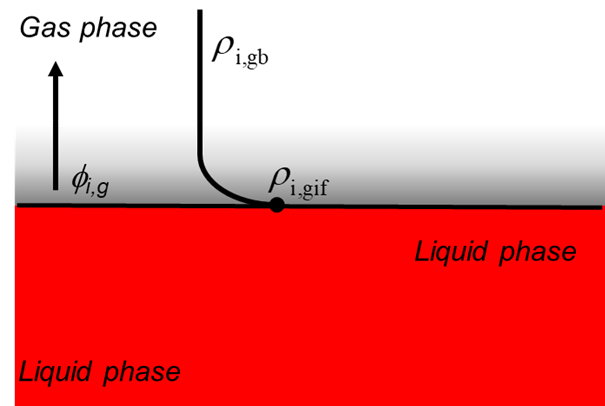 Gas phase
ρi,gb
ϕi,g
ρi,gif
Liquid phase
Liquid phase